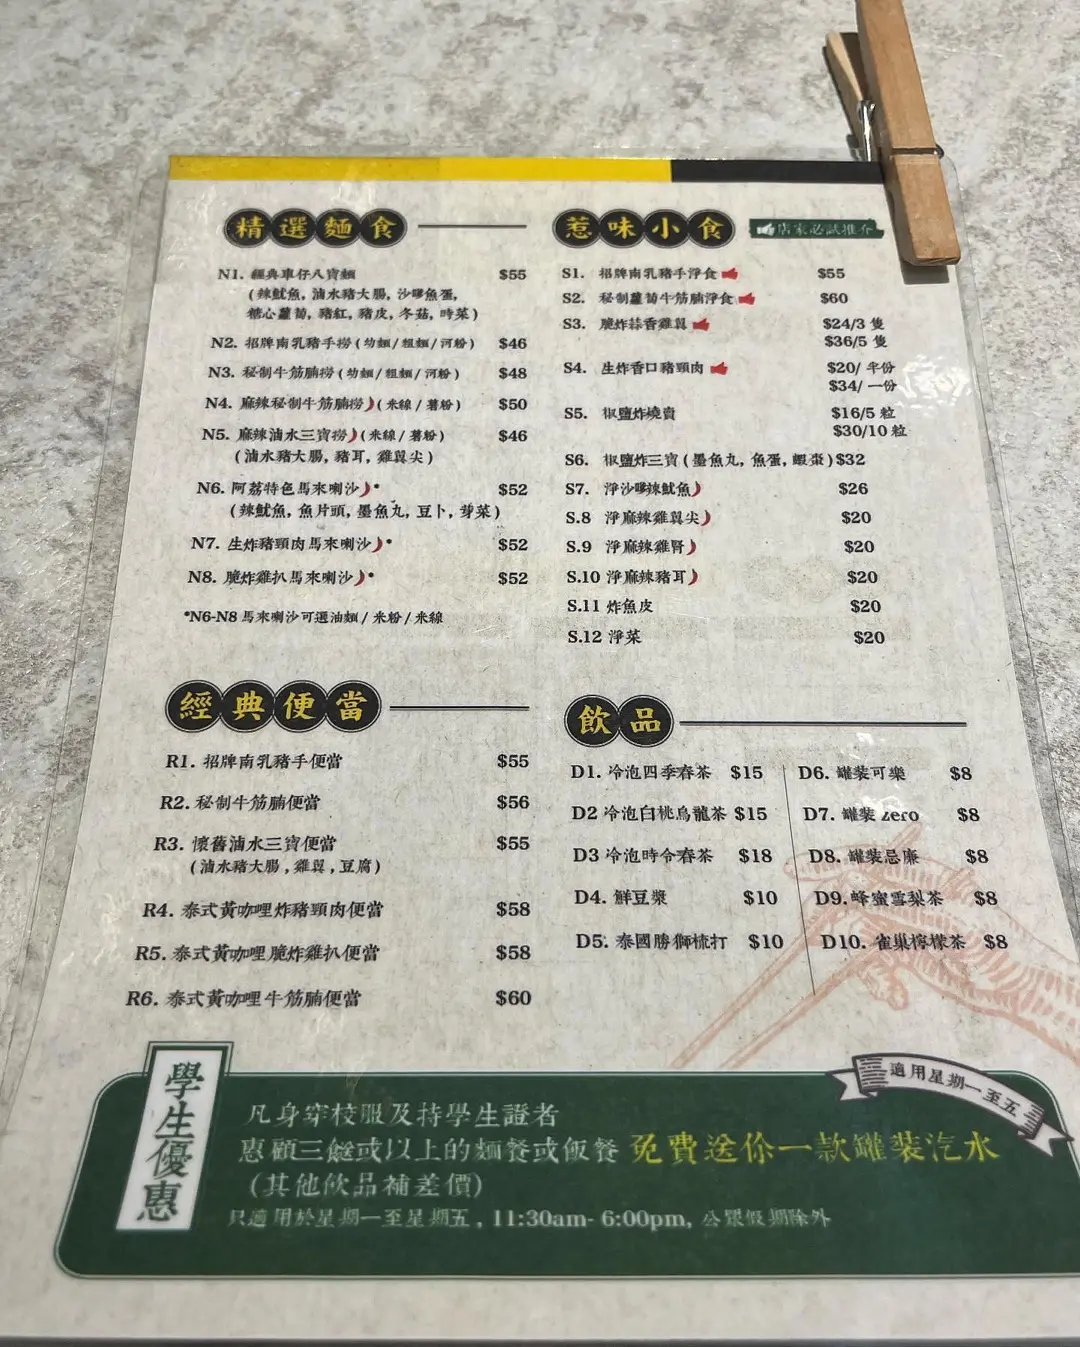 精選麵食
N1. 經典車仔八寶麵 $55
(辣魷魚, 滷水豬大腸, 沙嗲魚蛋,
糖心蘿蔔, 豬紅, 豬皮, 冬菇, 時菜)
N2. 招牌南乳豬手撈 (幼麵/粗麵/河粉) $46
N3. 秘制牛筋腩撈 (幼麵/粗麵/河粉) $48
N4. 麻辣秘制牛筋腩撈 (米線/薯粉) $50
N5. 麻辣滷水三寶撈 (米線/薯粉) $46
(滷水豬大腸, 豬耳, 雞翼尖)
N6. 阿荔特色馬來喇沙 • $52
(辣魷魚, 魚片頭, 墨魚丸, 豆卜, 芽菜)
N7. 生炸豬頸肉馬來喇沙 • $52
N8. 脆炸雞扒馬來喇沙 • $52
•N6-N8 馬來喇沙可選油麵/米粉/米線
惹味小食 店家必試推介
S1. 招牌南乳豬手淨食 $55
S2. 秘制蘿蔔牛筋腩淨食 $60
S3. 脆炸蒜香雞翼 $24/3 隻
$36/5 隻
S4. 生炸香口豬頸肉 $20/ 半份
$34/ 一份
S5. 椒鹽炸燒賣 $16/5 粒
$30/10 粒
S6. 椒鹽炸三寶 (墨魚丸, 魚蛋, 蝦棗) $32
S7. 淨沙嗲辣魷魚 $26
S.8 淨麻辣雞翼尖 $20
S.9 淨麻辣雞腎 $20
S.10 淨麻辣豬耳 $20
S.11 炸魚皮 $20
S.12 淨菜 $20
經典便當
R1. 招牌南乳豬手便當 $55
R2. 秘制牛筋腩便當 $56
R3. 懷舊滷水三寶便當 $55
(滷水豬大腸, 雞翼, 豆腐)
R4. 泰式黃咖哩炸豬頸肉便當 $58
R5. 泰式黃咖哩脆炸雞扒便當 $58
R6. 泰式黃咖哩牛筋腩便當 $60
飲品
D1. 冷泡四季春茶 $15
D2 冷泡白桃烏龍茶 $15
D3 冷泡時令春茶 $18
D4. 鮮豆漿 $10
D5. 泰國勝獅梳打 $10
D6. 罐裝可樂 $8
D7. 罐裝 zero $8
D8. 罐裝忌廉 $8
D9. 蜂蜜雪梨茶 $8
D10. 雀巢檸檬茶 $8
學生優惠
適用星期一至五
凡身穿校服及持學生證者
惠顧三餸或以上的麵餐或飯餐 免費送你一款罐裝汽水
(其他飲品補差價)
只適用於星期一至星期五, 11:30am- 6:00pm, 公眾假期除外